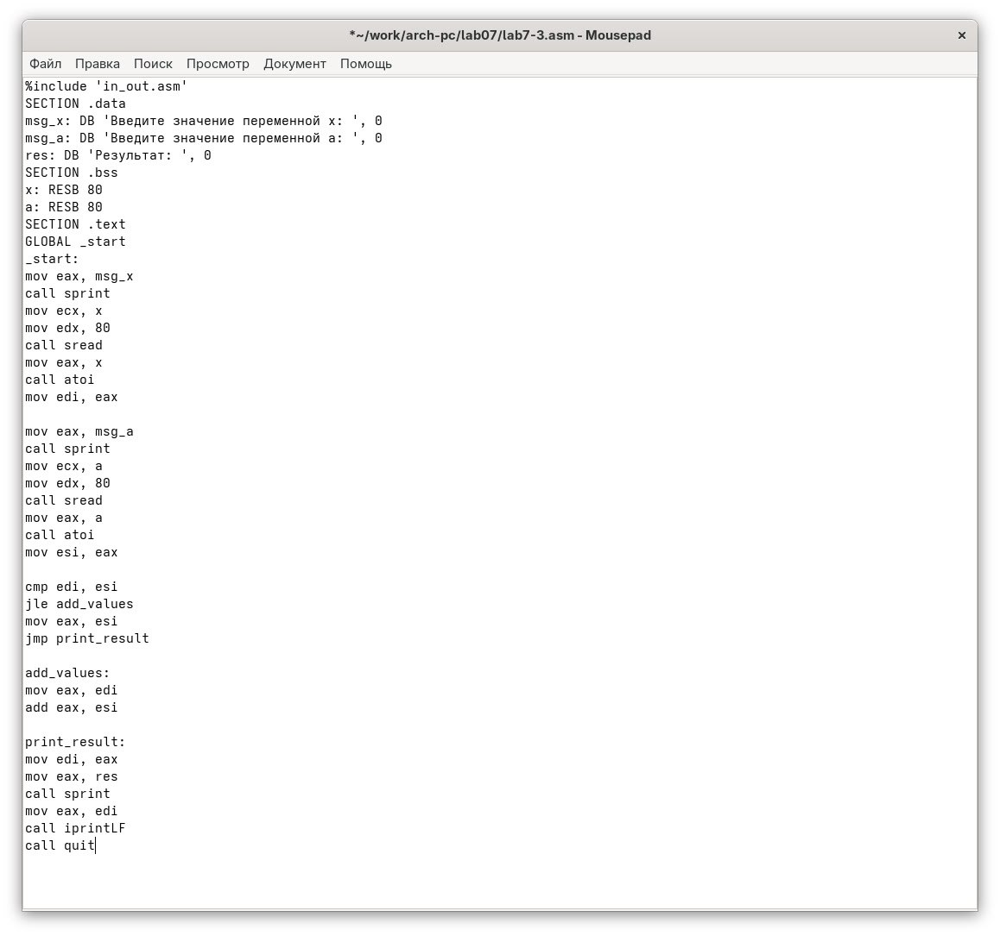 *~/work/arch-pc/lab07/lab7-3.asm - Mousepad
Файл Правка Поиск Просмотр Документ Помощь
%include 'in_out.asm'
SECTION .data
msg_x: DB 'Введите значение переменной x: ', 0
msg_a: DB 'Введите значение переменной a: ', 0
res: DB 'Результат: ', 0
SECTION .bss
x: RESB 80
a: RESB 80
SECTION .text
GLOBAL _start
_start:
mov eax, msg_x
call sprint
mov ecx, x
mov edx, 80
call sread
mov eax, x
call atoi
mov edi, eax

mov eax, msg_a
call sprint
mov ecx, a
mov edx, 80
call sread
mov eax, a
call atoi
mov esi, eax

cmp edi, esi
jle add_values
mov eax, esi
jmp print_result

add_values:
mov eax, edi
add eax, esi

print_result:
mov edi, eax
mov eax, res
call sprint
mov eax, edi
call iprintLF
call quit